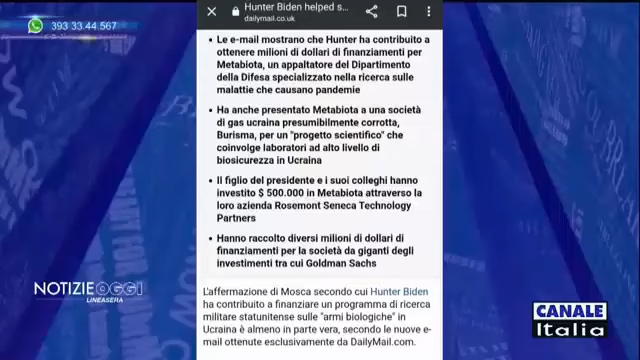 393 33.44.567
Hunter Biden helped s...
dailymail.co.uk
• Le e-mail mostrano che Hunter ha contribuito a
ottenere milioni di dollari di finanziamenti per
Metabiota, un appaltatore del Dipartimento
della Difesa specializzato nella ricerca sulle
malattie che causano pandemie
• Ha anche presentato Metabiota a una società
di gas ucraina presumibilmente corrotta,
Burisma, per un "progetto scientifico" che
coinvolge laboratori ad alto livello di
biosicurezza in Ucraina
• Il figlio del presidente e i suoi colleghi hanno
investito $ 500.000 in Metabiota attraverso la
loro azienda Rosemont Seneca Technology
Partners
• Hanno raccolto diversi milioni di dollari di
finanziamenti per la società da giganti degli
investimenti tra cui Goldman Sachs
L'affermazione di Mosca secondo cui Hunter Biden
ha contribuito a finanziare un programma di ricerca
militare statunitense sulle "armi biologiche" in
Ucraina è almeno in parte vera, secondo le nuove e-
mail ottenute esclusivamente da DailyMail.com.
NOTIZIE OGGI
LINEASERA
CANALE
Italia